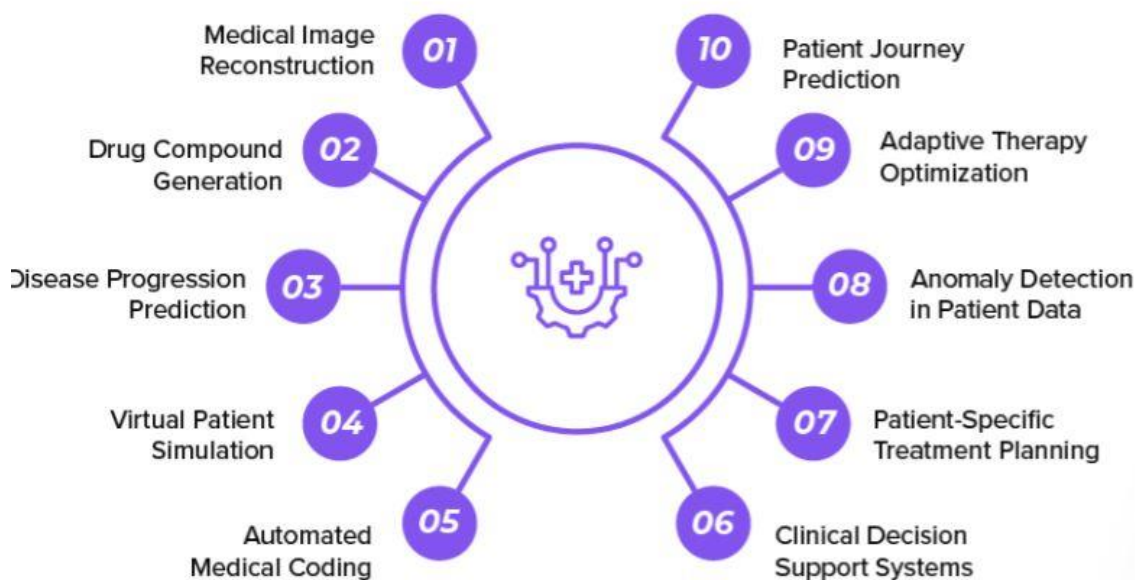 01
Medical Image
Reconstruction
02
Drug Compound
Generation
03
Disease Progression
Prediction
04
Virtual Patient
Simulation
05
Automated
Medical Coding
06
Clinical Decision
Support Systems
07
Patient-Specific
Treatment Planning
08
Anomaly Detection
in Patient Data
09
Adaptive Therapy
Optimization
10
Patient Journey
Prediction